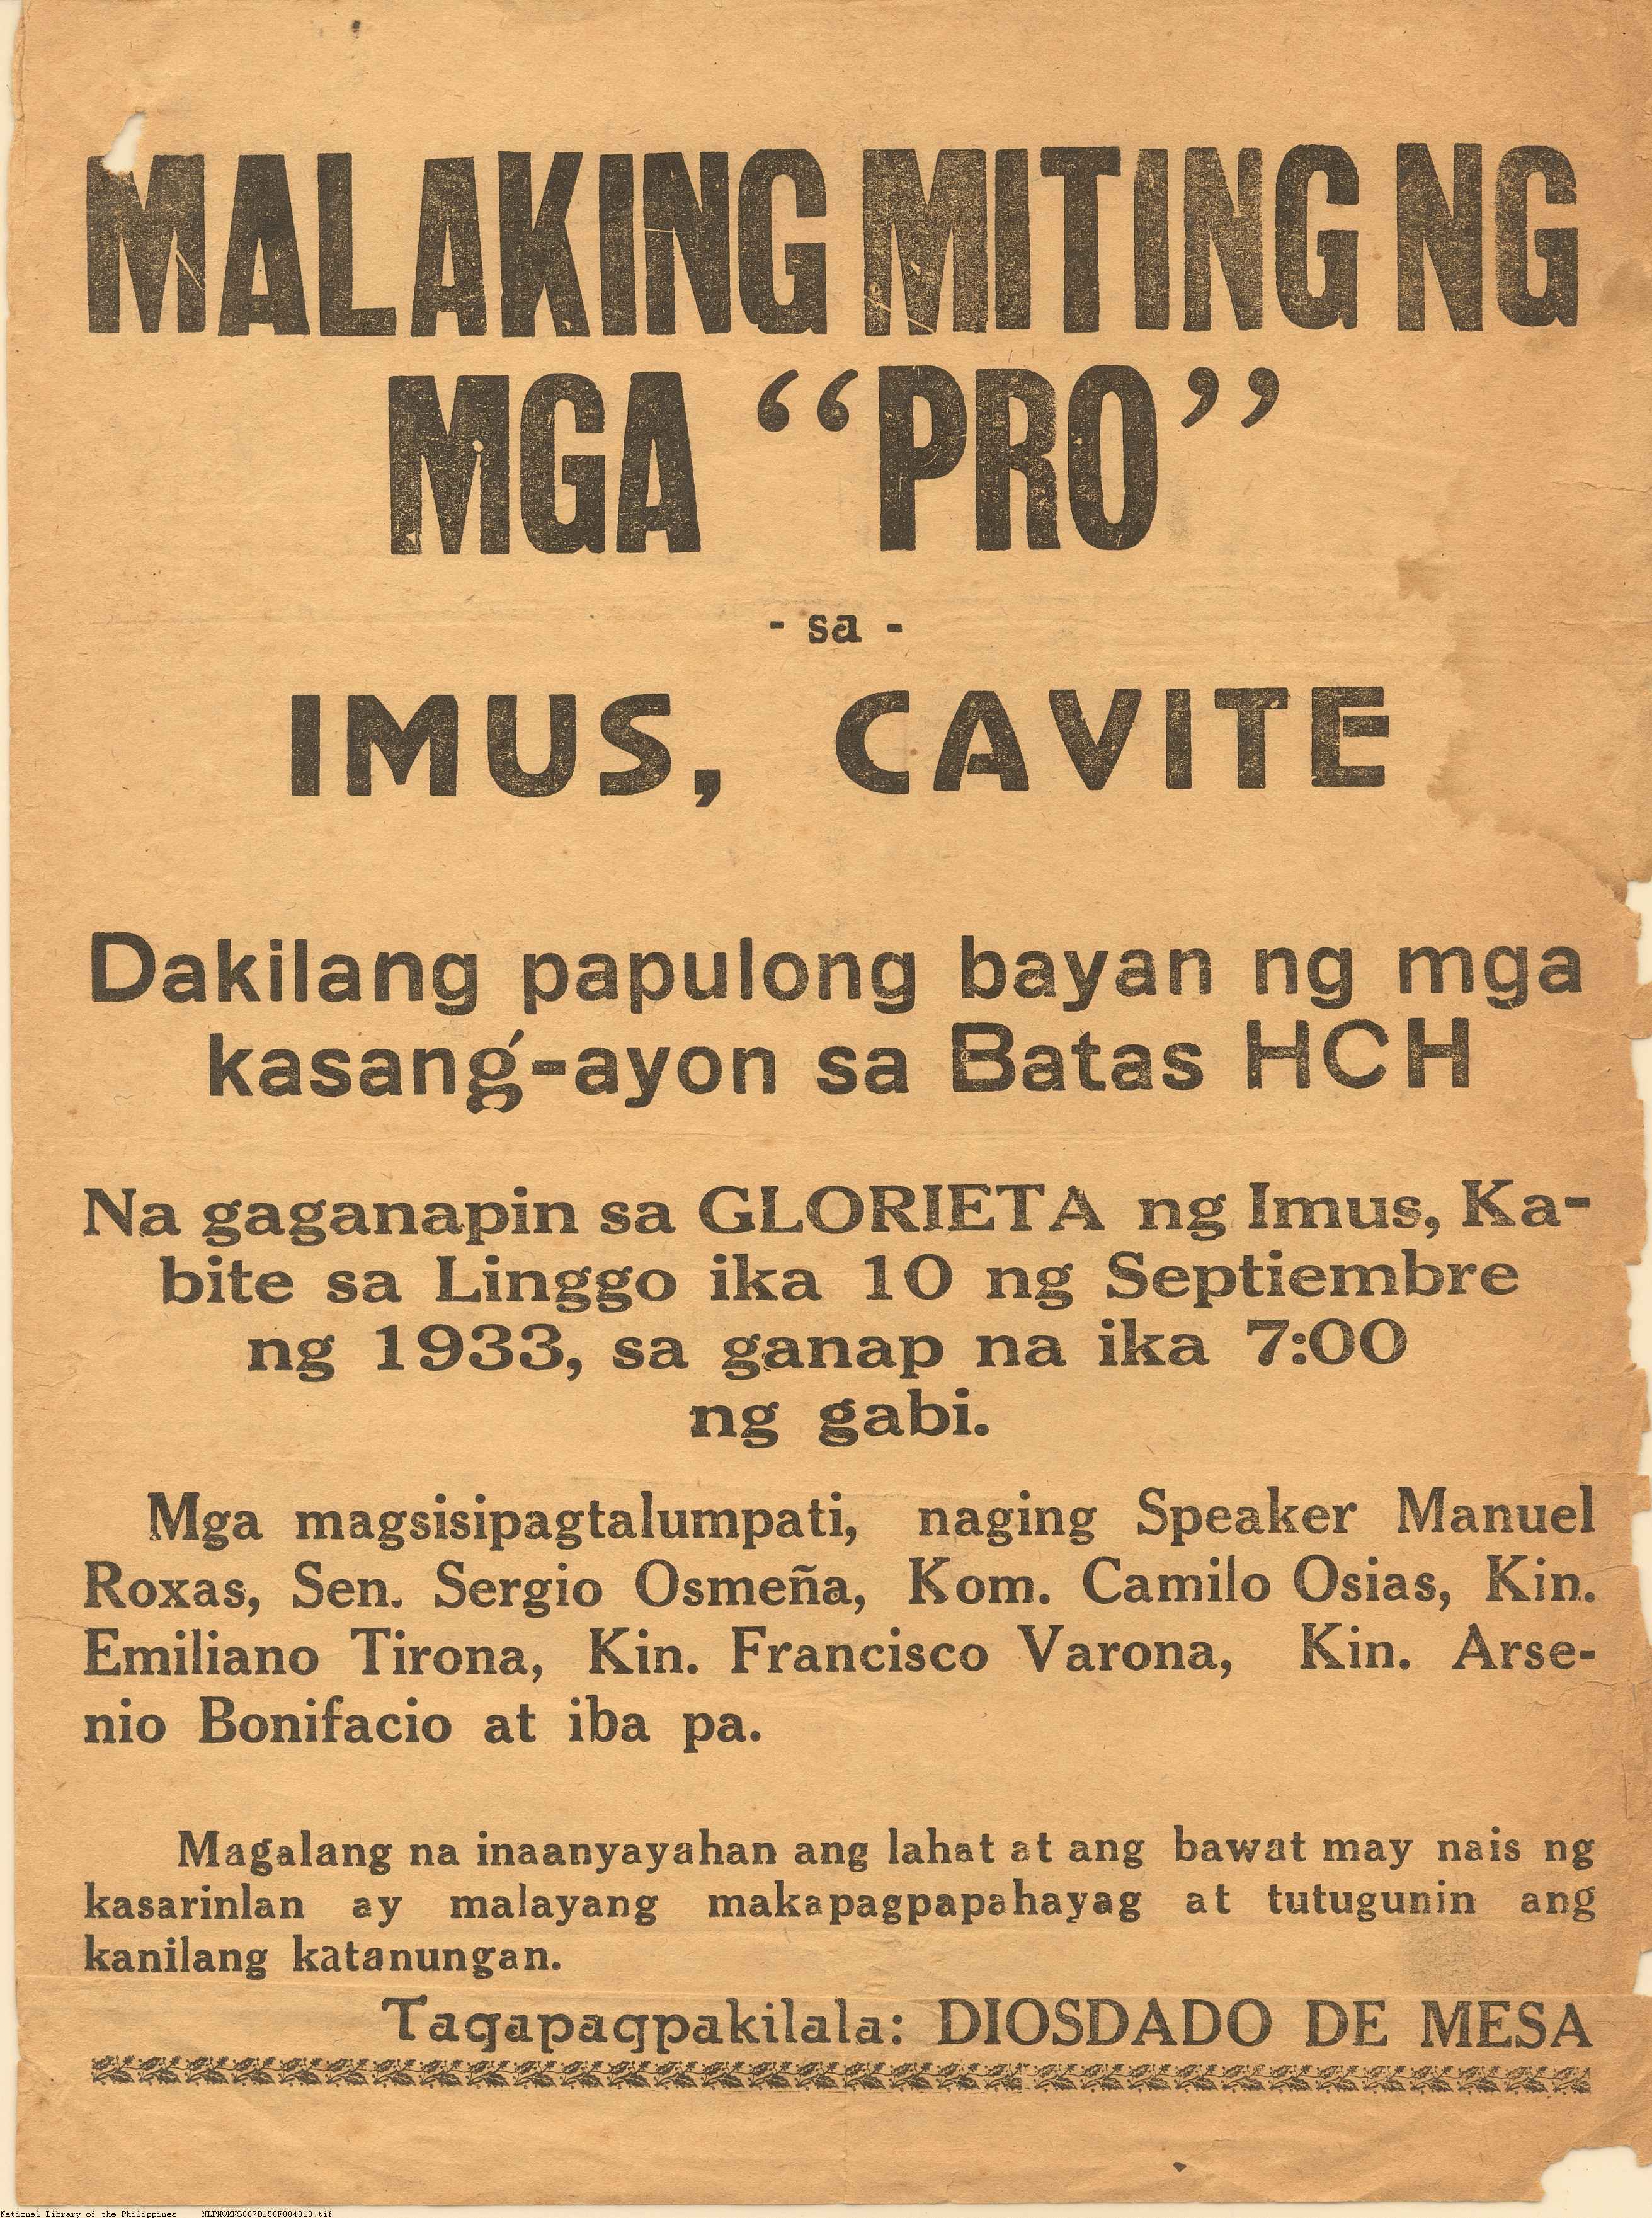 MALAKING MITING NG
MGA “PRO”
- sa -
IMUS, CAVITE
Dakilang papulong bayan ng mga
kasang-ayon sa Batas HCH
Na gaganapin sa GLORIETA ng Imus, Ka-
bite sa Linggo ika 10 ng Septiembre
ng 1933, sa ganap na ika 7:00
ng gabi.
Mga magsisipagtalumpati, naging Speaker Manuel
Roxas, Sen. Sergio Osmeña, Kom. Camilo Osias, Kin.
Emiliano Tirona, Kin. Francisco Varona, Kin. Arse-
nio Bonifacio at iba pa.
Magalang na inaanyayahan ang lahat at ang bawat may nais ng
kasarinlan ay malayang makapagpapahayag at tutugunin ang
kanilang katanungan.
Tagapagpakilala: DIOSDADO DE MESA
National Library of the Philippines NLPMQMNS007B150F004018.tif